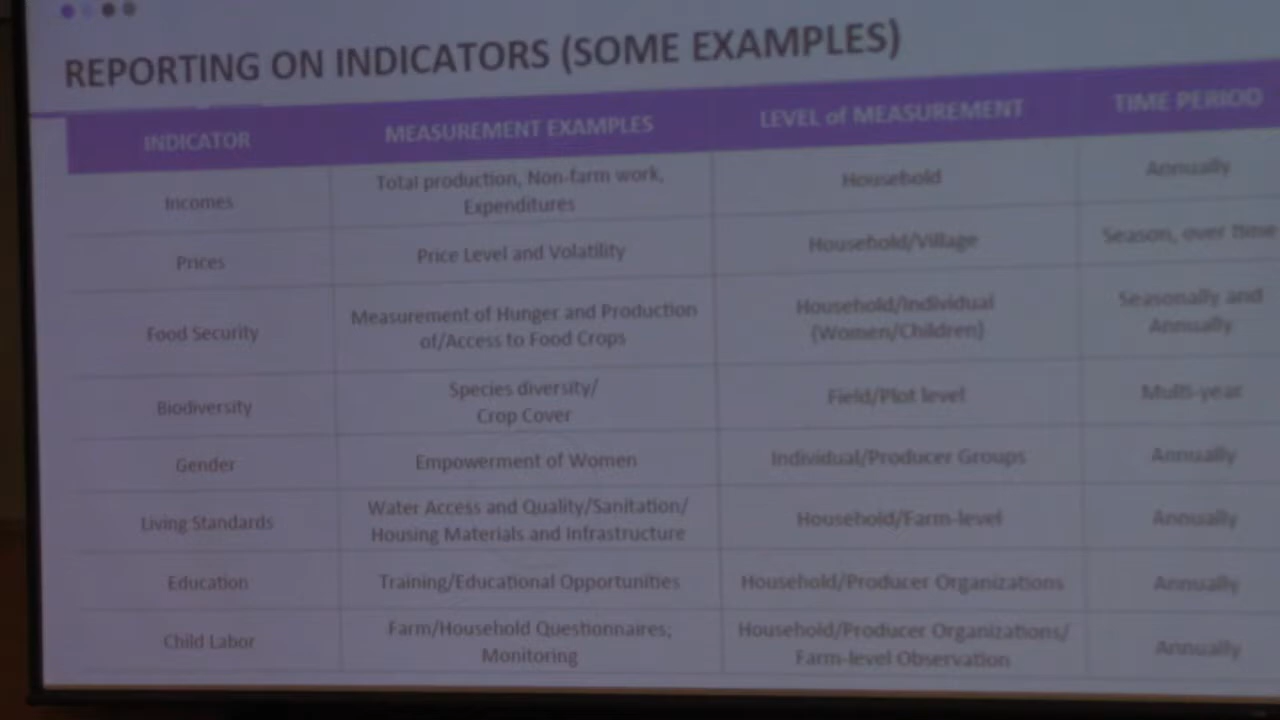 REPORTING ON INDICATORS (SOME EXAMPLES)
INDICATOR MEASUREMENT EXAMPLES LEVEL of MEASUREMENT TIME PERIOD
Incomes
Total production, Non-farm work,
Expenditures
Household
Annually
Prices
Price Level and Volatility
Household/Village
Season, over time
Food Security
Measurement of Hunger and Production
of/Access to Food Crops
Household/Individual
(Women/Children)
Seasonally and
Annually
Biodiversity
Species diversity/
Crop Cover
Field/Plot level
Multi-year
Gender
Empowerment of Women
Individual/Producer Groups
Annually
Living Standards
Water Access and Quality/Sanitation/
Housing Materials and Infrastructure
Household/Farm-level
Annually
Education
Training/Educational Opportunities
Household/Producer Organizations
Annually
Child Labor
Farm/Household Questionnaires;
Monitoring
Household/Producer Organizations/
Farm-level Observation
Annually